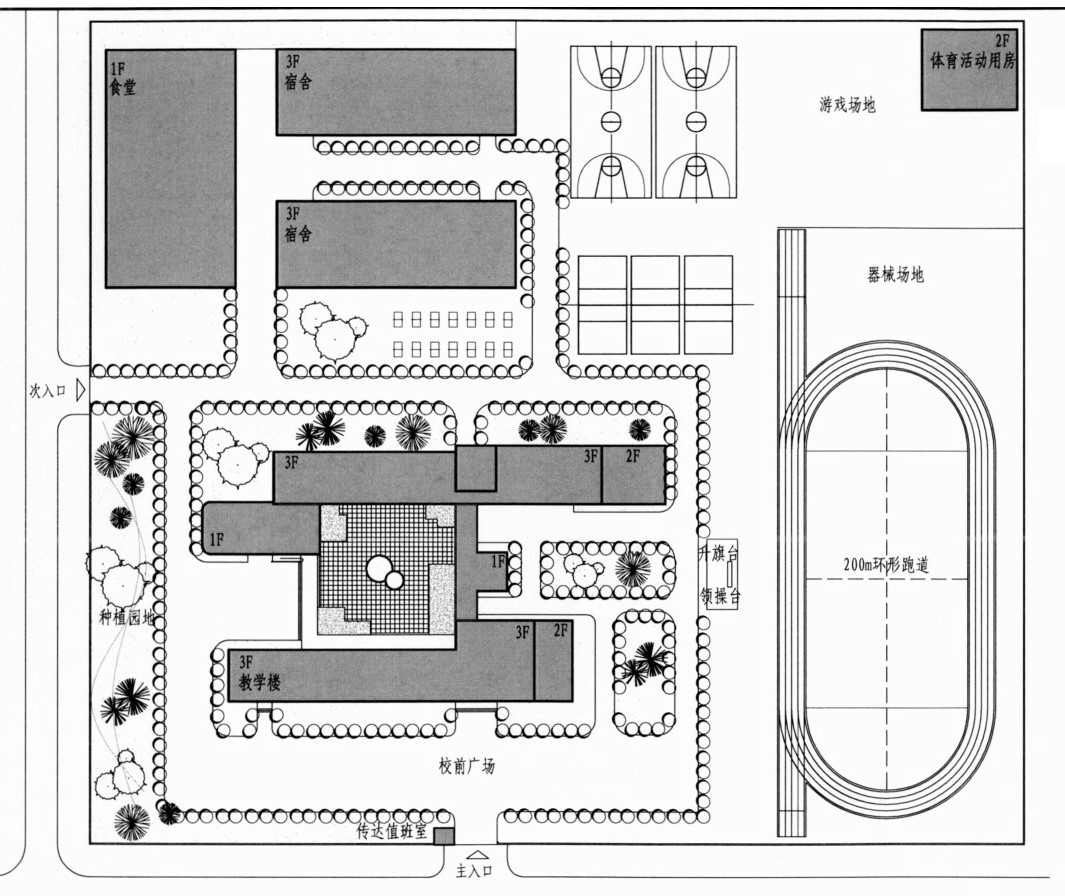 1F
食堂
3F
宿舍
2F
体育活动用房
游戏场地
3F
宿舍
器械场地
次入口
3F
3F
2F
1F
1F
升旗台
200m环形跑道
领操台
种植园地
3F
2F
3F
教学楼
校前广场
传达值班室
主入口